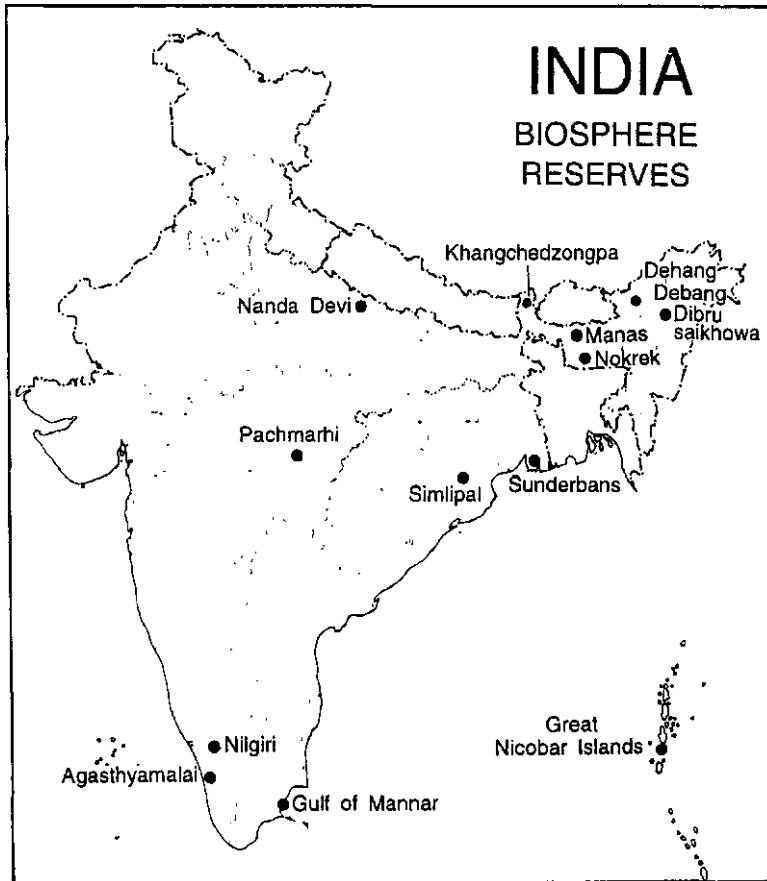 INDIA
BIOSPHERE
RESERVES
Khangchedzongpa
Dehang
Debang
Nanda Devi
Dibru
saikhowa
Manas
Nokrek
Pachmarhi
Simlipal
Sunderbans
Great
Nicobar Islands
Nilgiri
Agasthyamalai
Gulf of Mannar